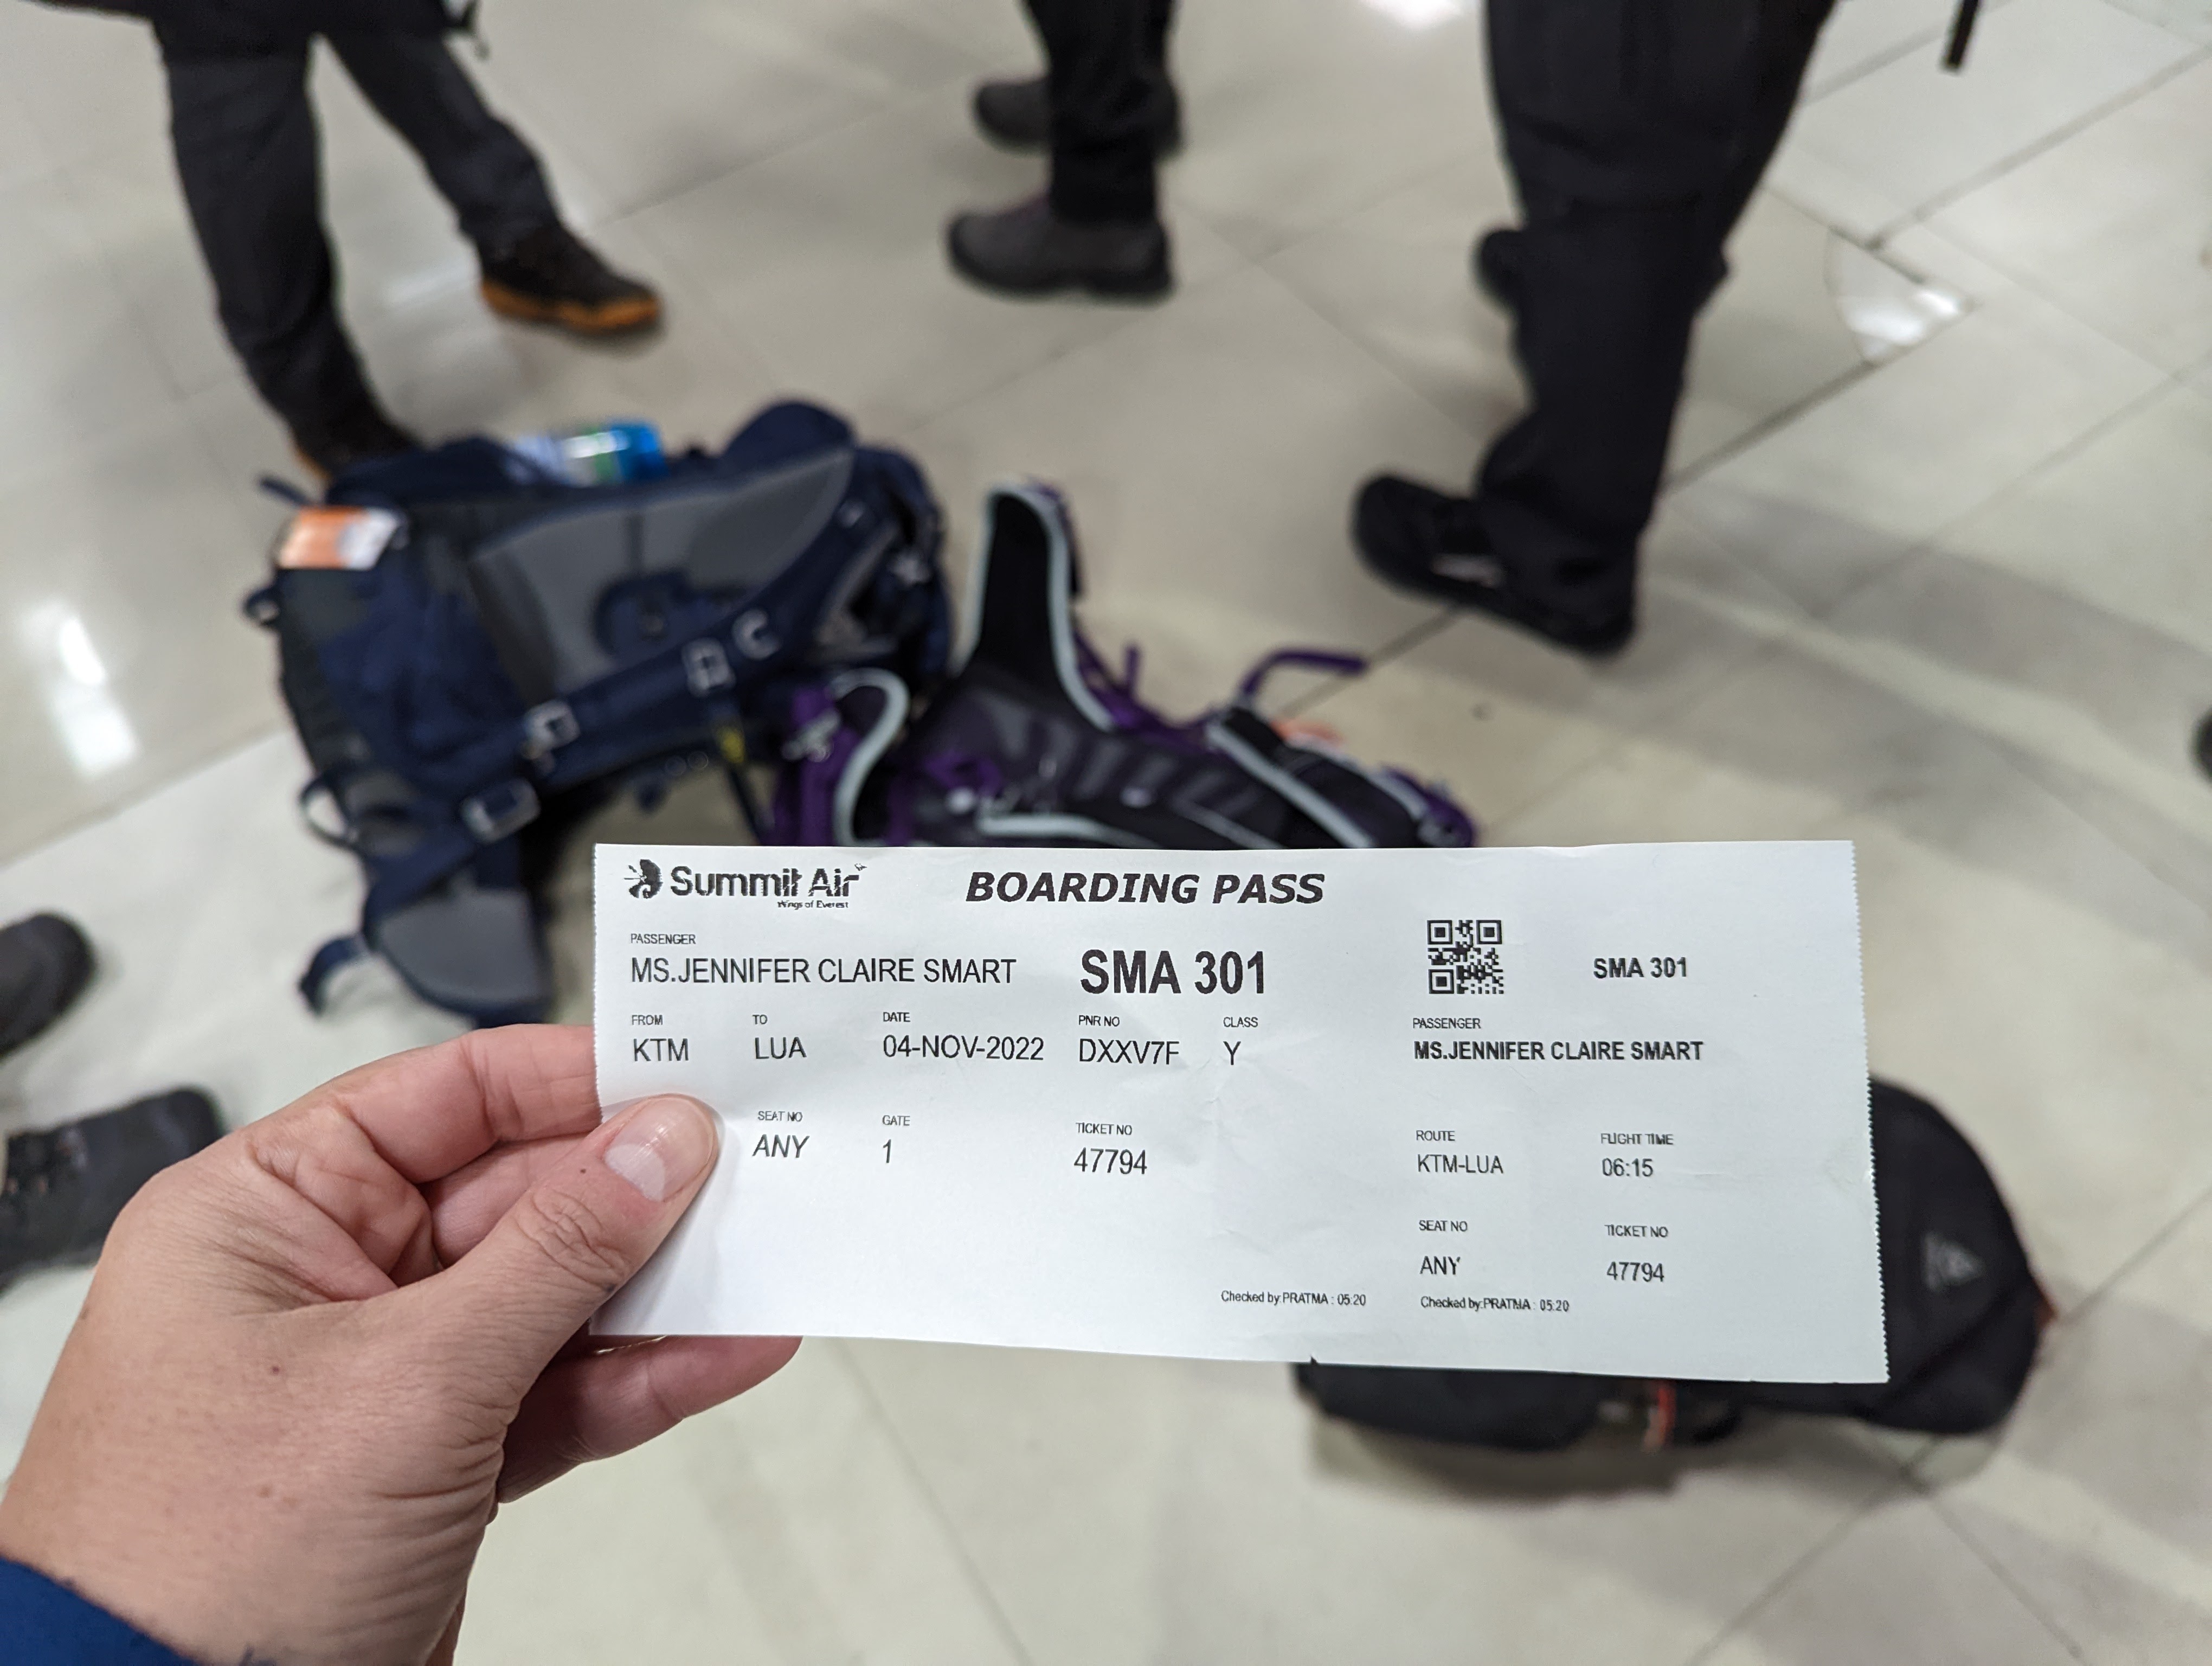 Summit Air
Wings of Everest
BOARDING PASS
PASSENGER
MS.JENNIFER CLAIRE SMART
SMA 301
FROM TO DATE PNR NO CLASS
KTM LUA 04-NOV-2022 DXXV7F Y
SEAT NO GATE TICKET NO
ANY 1 47794
Checked by:PRATMA : 05:20
SMA 301
PASSENGER
MS.JENNIFER CLAIRE SMART
ROUTE FLIGHT TIME
KTM-LUA 06:15
SEAT NO TICKET NO
ANY 47794
Checked by:PRATMA : 05:20